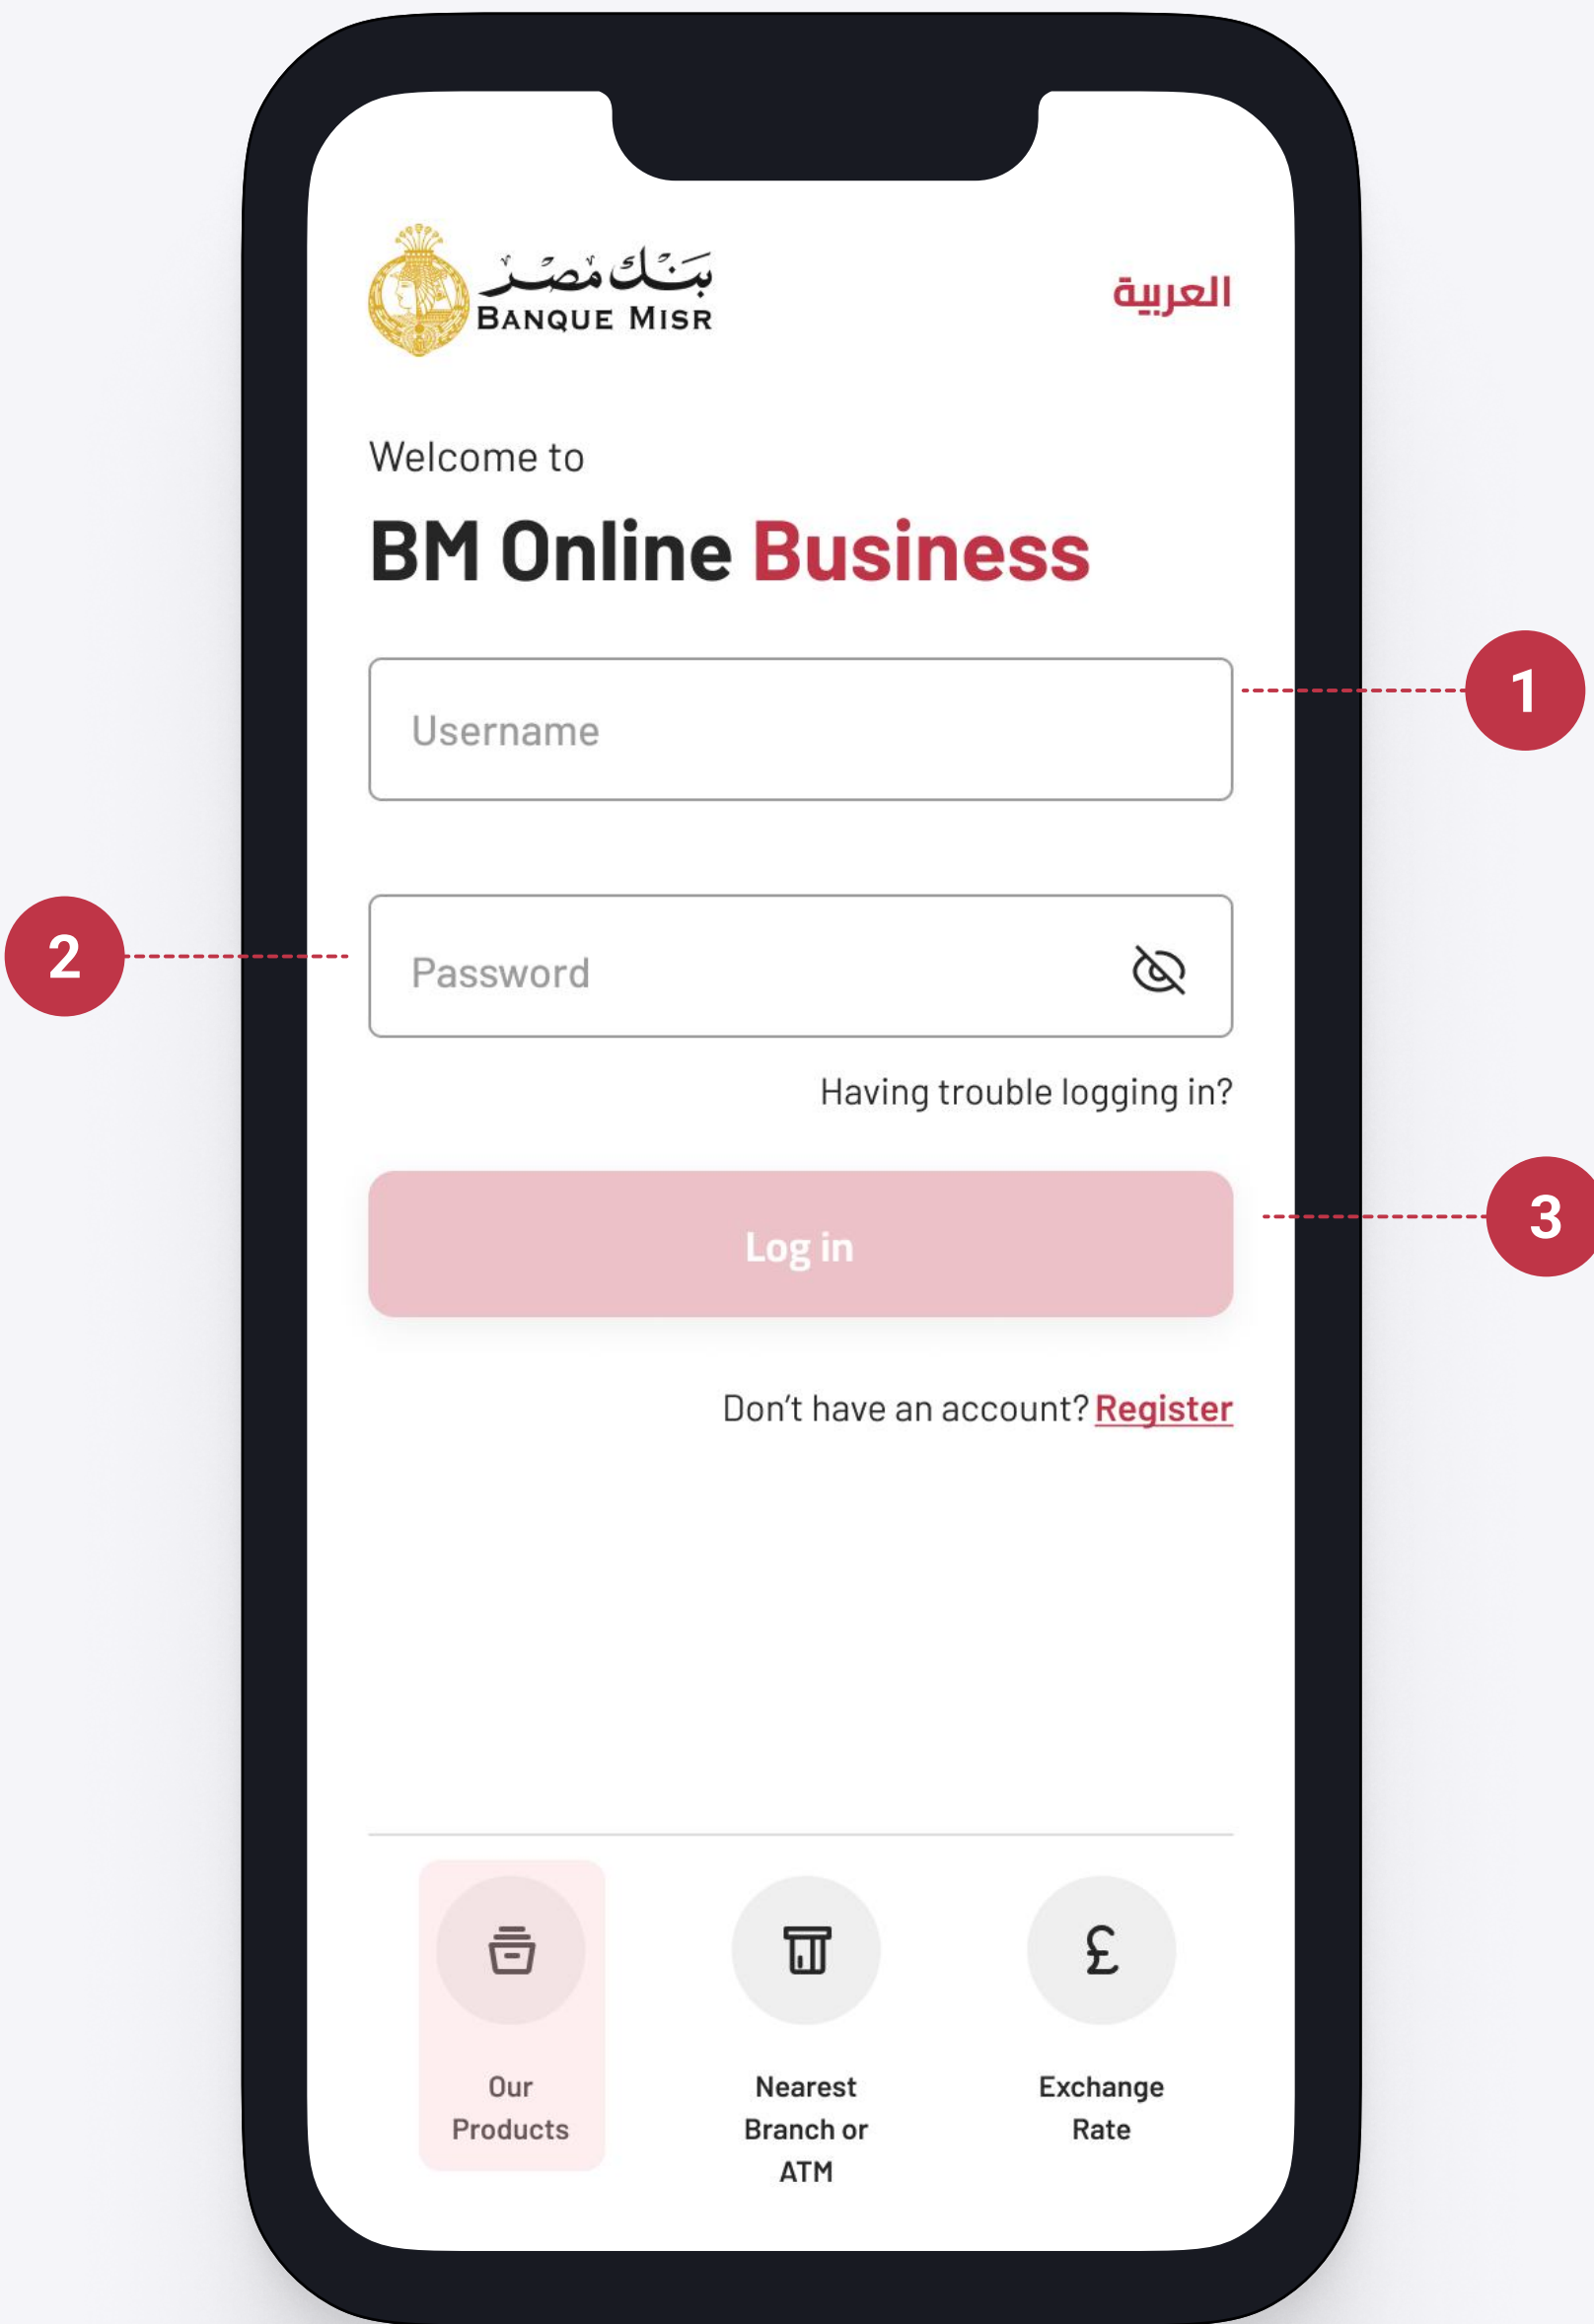 بنك مصر
BANQUE MISR
العربية
Welcome to
BM Online Business
1
Username
2
Password
Having trouble logging in?
3
Log in
Don't have an account? Register
£
Our
Products
Nearest
Branch or
ATM
Exchange
Rate